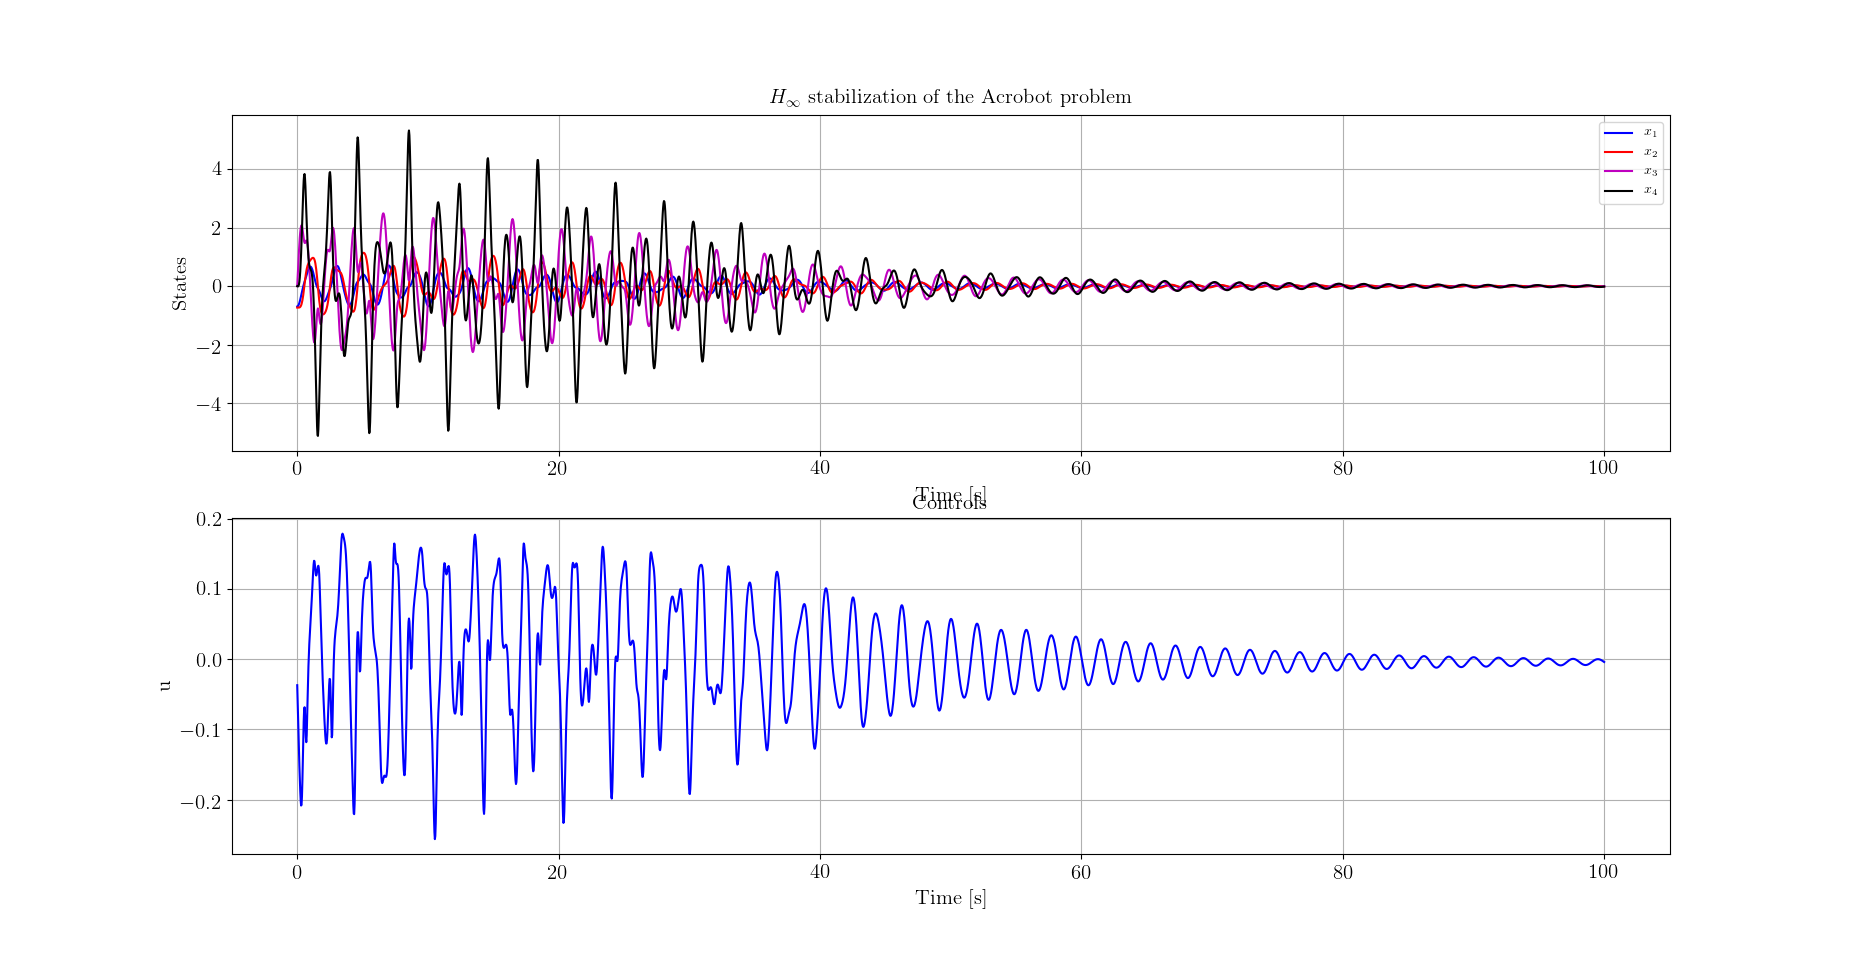 H∞ stabilization of the Acrobot problem
States
4
2
0
−2
−4
x₁
x₂
x₃
x₄
0 20 40 60 80 100
Time [s]
Controls
u
0.2
0.1
0.0
−0.1
−0.2
0 20 40 60 80 100
Time [s]